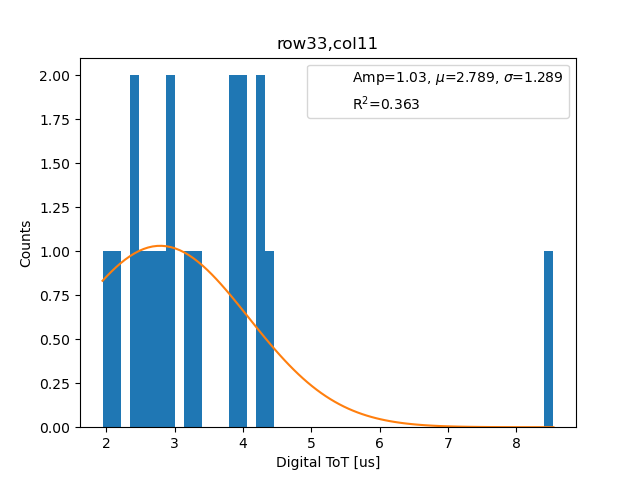 row33,col11
Amp=1.03, μ=2.789, σ=1.289
R²=0.363
2.00
1.75
1.50
1.25
1.00
0.75
0.50
0.25
0.00
Counts
2 3 4 5 6 7 8
Digital ToT [us]